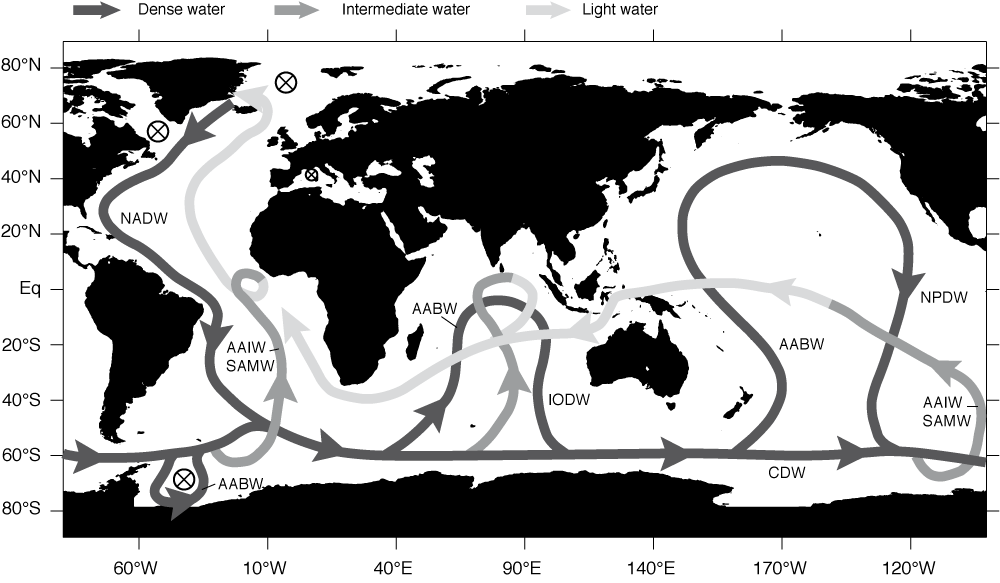 Dense water
Intermediate water
Light water
80°N
60°N
40°N
20°N
Eq
20°S
40°S
60°S
80°S
NADW
AABW
NPDW
AAIW
SAMW
AABW
IODW
AAIW
SAMW
CDW
AABW
60°W
10°W
40°E
90°E
140°E
170°W
120°W